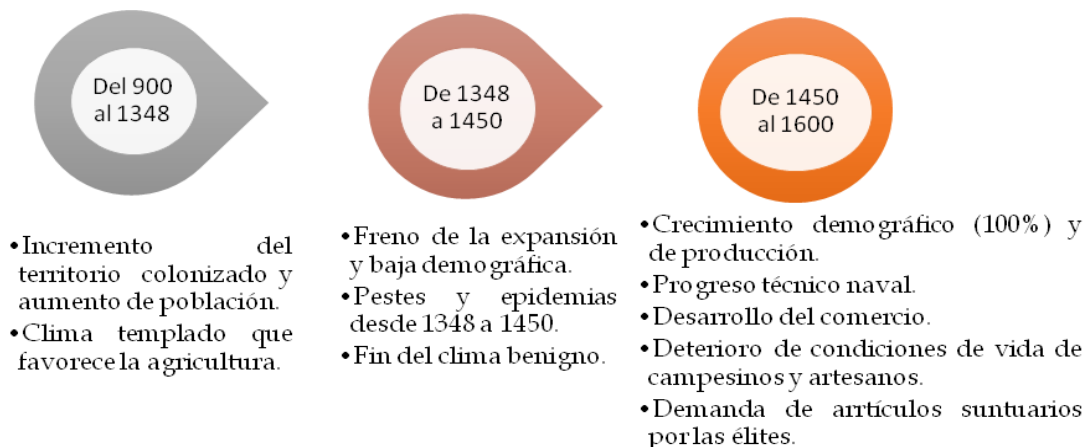 Del 900
al 1348
•Incremento del
territorio colonizado y
aumento de población.
•Clima templado que
favorece la agricultura.
De 1348
a 1450
•Freno de la expansión
y baja demográfica.
•Pestes y epidemias
desde 1348 a 1450.
•Fin del clima benigno.
De 1450
al 1600
•Crecimiento demográfico (100%) y
de producción.
•Progreso técnico naval.
•Desarrollo del comercio.
•Deterioro de condiciones de vida de
campesinos y artesanos.
•Demanda de arrtículos suntuarios
por las élites.